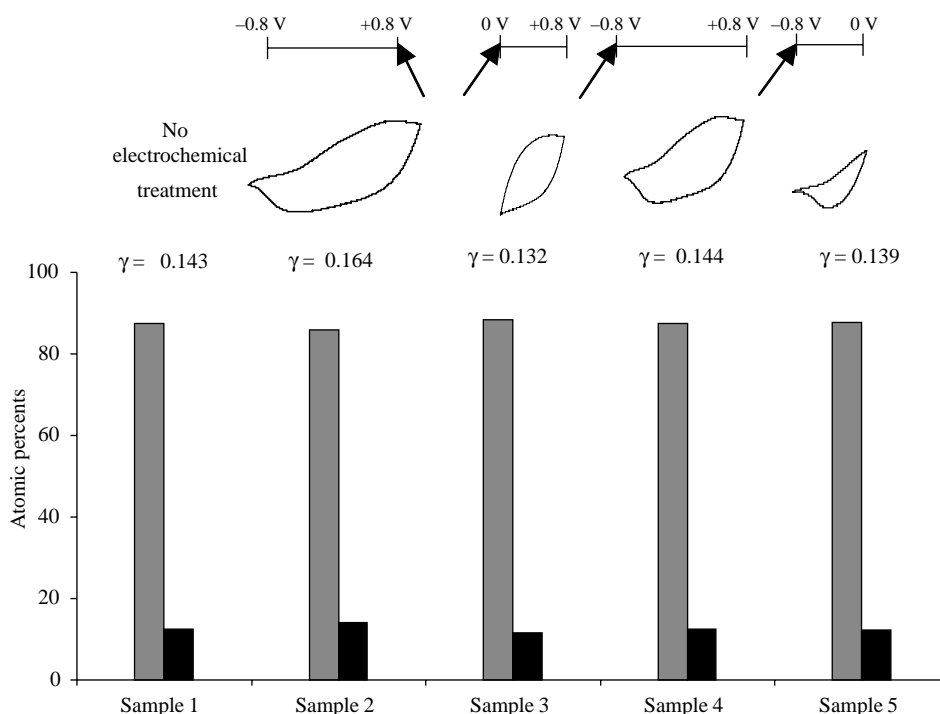 –0.8 V +0.8 V 0 V +0.8 V –0.8 V +0.8 V –0.8 V 0 V
No
electrochemical
treatment
γ = 0.143 γ = 0.164 γ = 0.132 γ = 0.144 γ = 0.139
100
80
60
40
20
0
Atomic percents
Sample 1 Sample 2 Sample 3 Sample 4 Sample 5